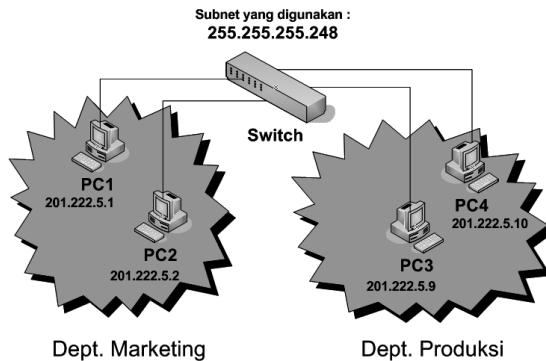 Subnet yang digunakan :
255.255.255.248
Switch
PC1
201.222.5.1
PC2
201.222.5.2
PC4
201.222.5.10
PC3
201.222.5.9
Dept. Marketing
Dept. Produksi